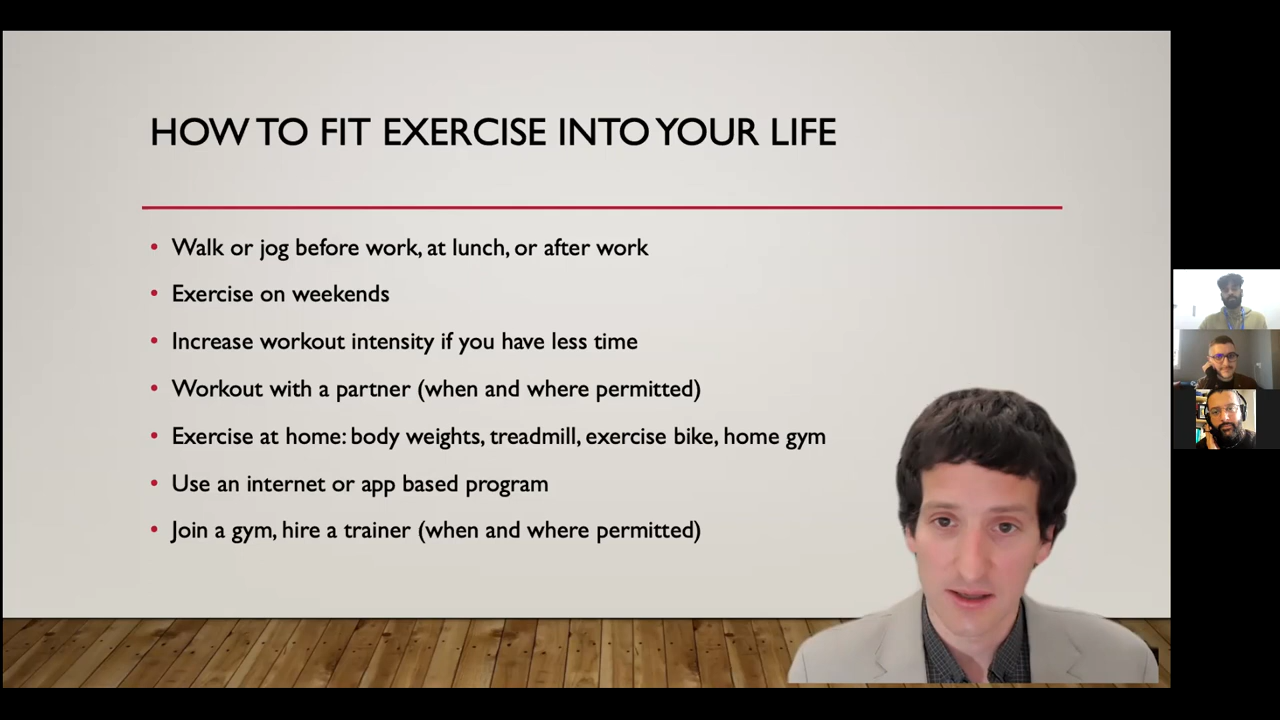 HOW TO FIT EXERCISE INTO YOUR LIFE
• Walk or jog before work, at lunch, or after work
• Exercise on weekends
• Increase workout intensity if you have less time
• Workout with a partner (when and where permitted)
• Exercise at home: body weights, treadmill, exercise bike, home gym
• Use an internet or app based program
• Join a gym, hire a trainer (when and where permitted)